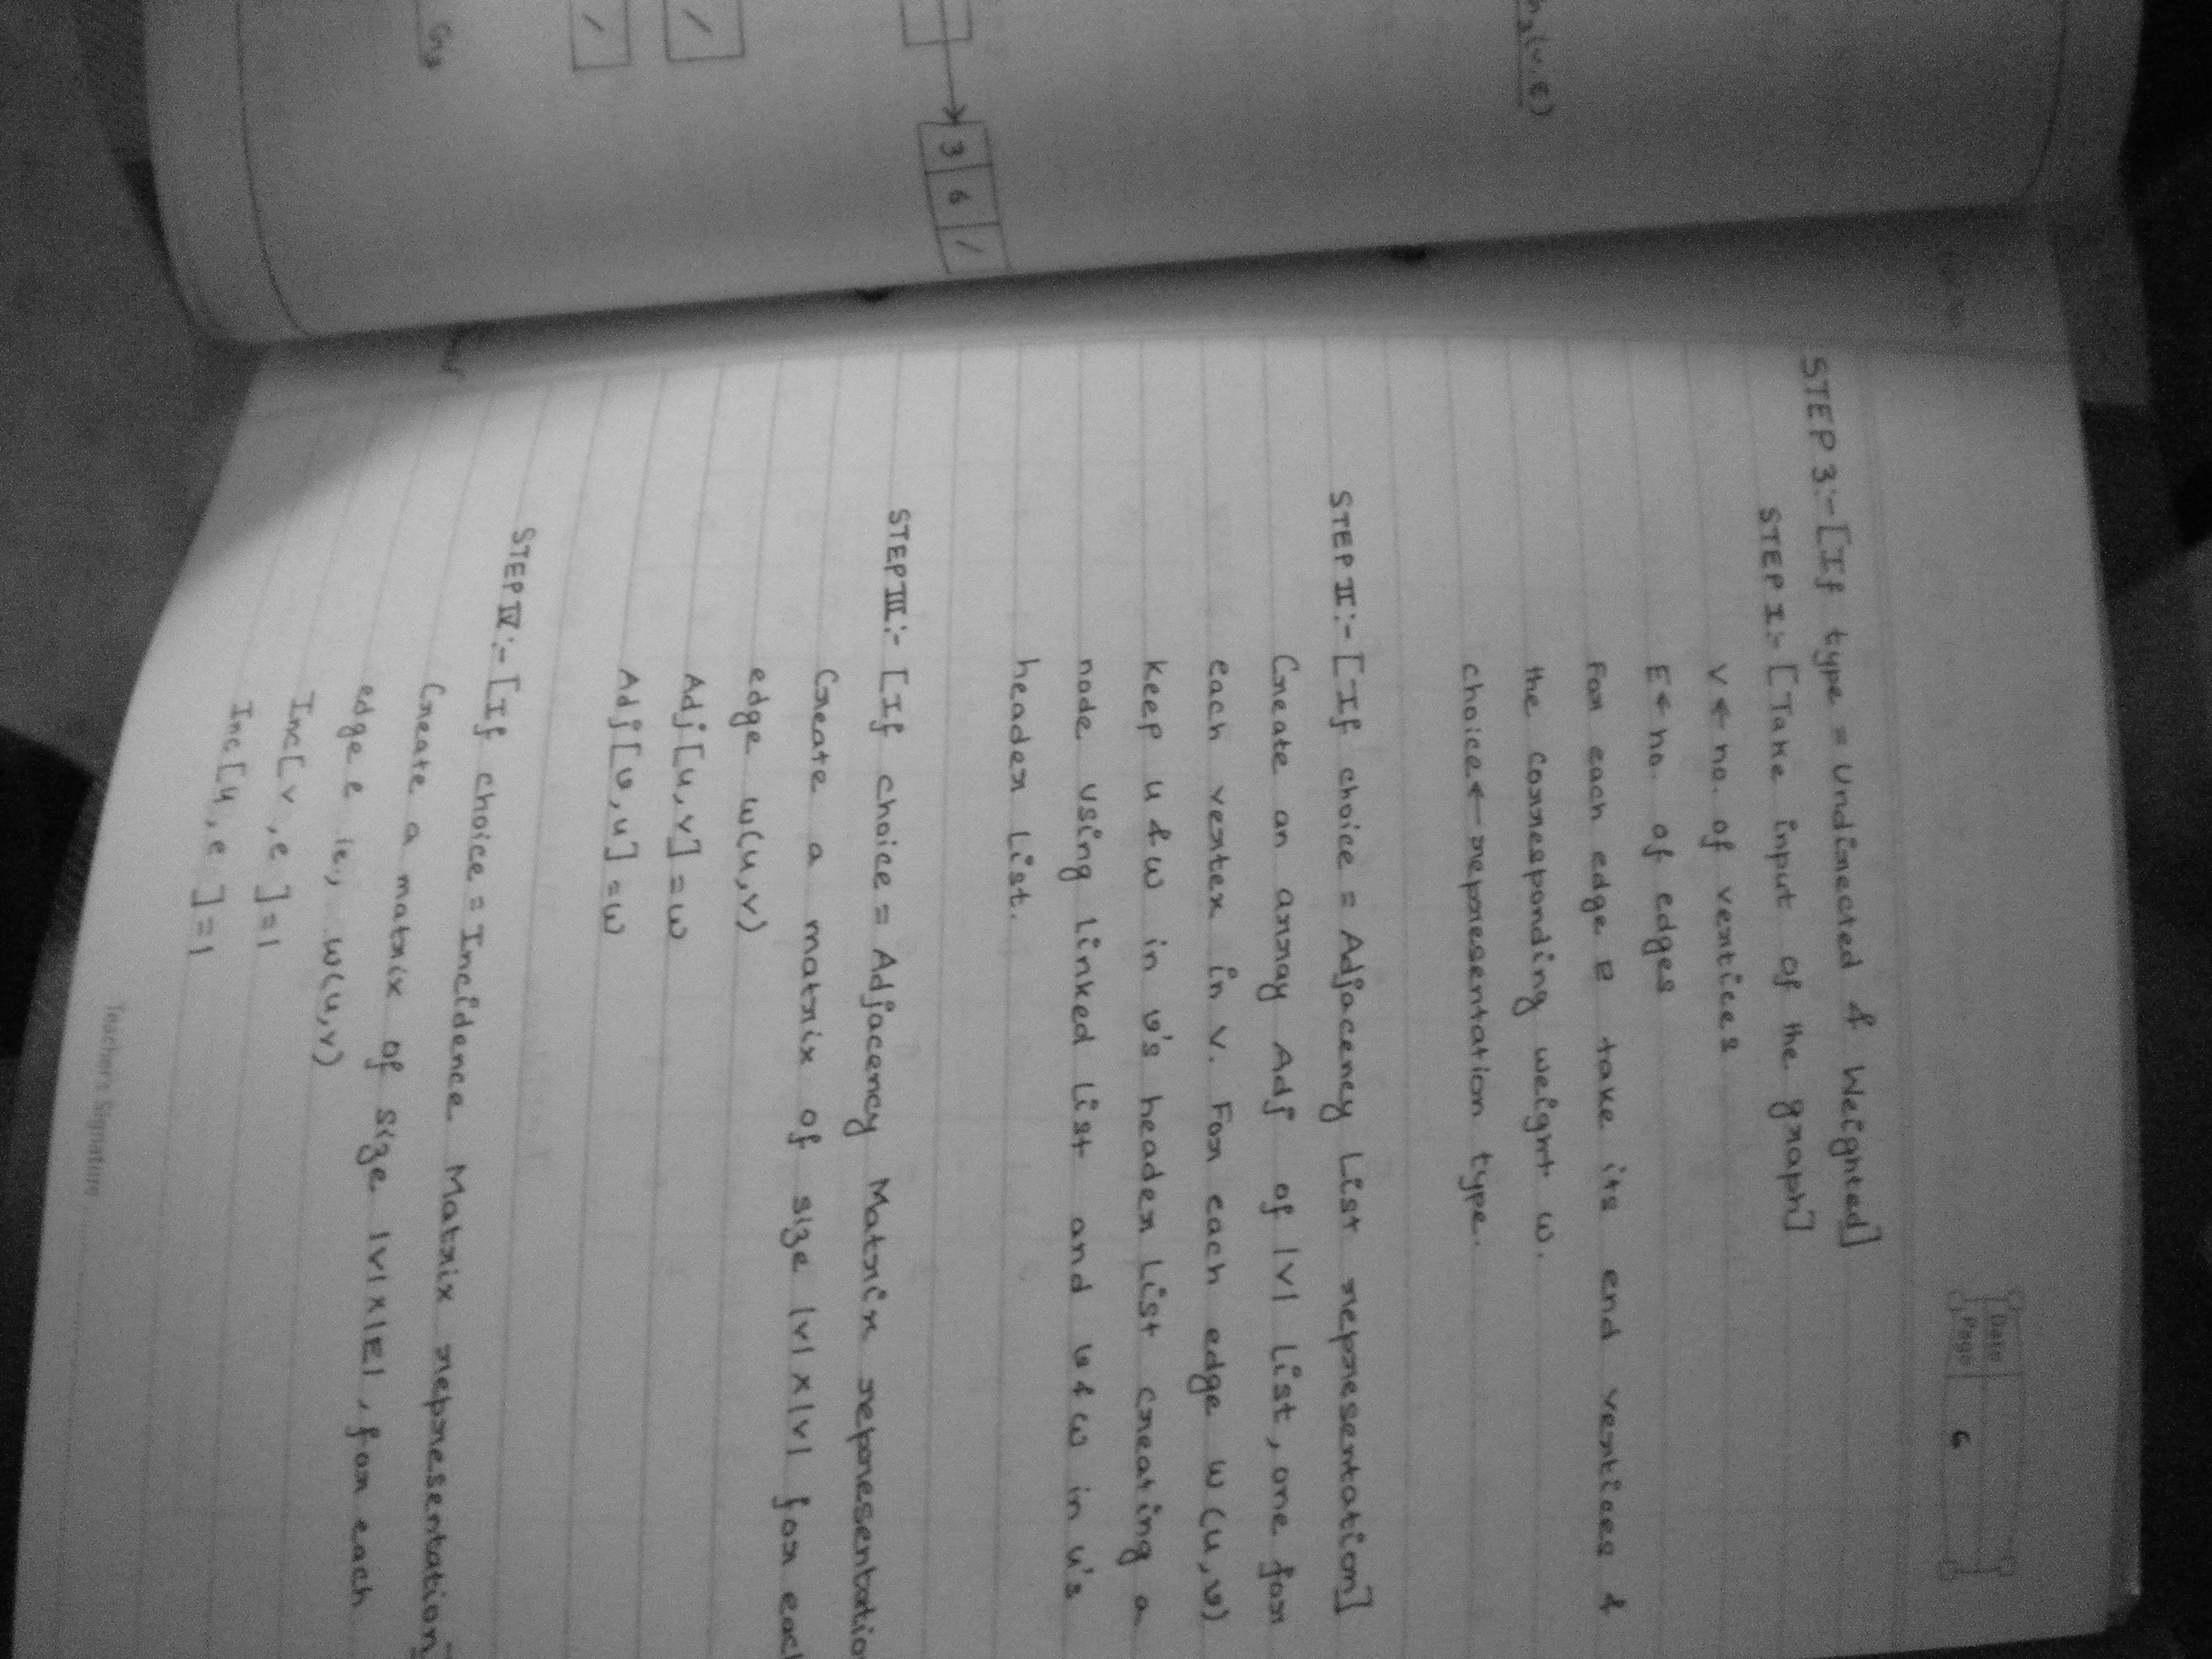 3(V,E)
3 6 /
/
/
G3
Date
Page 6
STEP 3:-[If type = Undirected & Weighted]
STEP I:- [Take input of the graph]
V ← no. of vertices
E ← no. of edges
For each edge E take its end vertices &
the corresponding weight w.
choice ← representation type.
STEP II:-[If choice = Adjacency List representation]
Create an array Adj of |V| List, one for
each vertex in V. For each edge w(u,v)
keep u & w in v's header List creating a
node using Linked List and v & w in u's
header List.
STEP III:- [If choice = Adjacency Matrix representatio
Create a matrix of size |V| x |V| for each
edge w(u,v)
Adj[u,v] = w
Adj[v,u] = w
STEP IV:-[If choice = Incidence Matrix representation]
Create a matrix of size |V| x |E|, for each
edge e ie., w(u,v)
Inc[v,e] = 1
Inc[u,e] = 1
Teacher's Signature